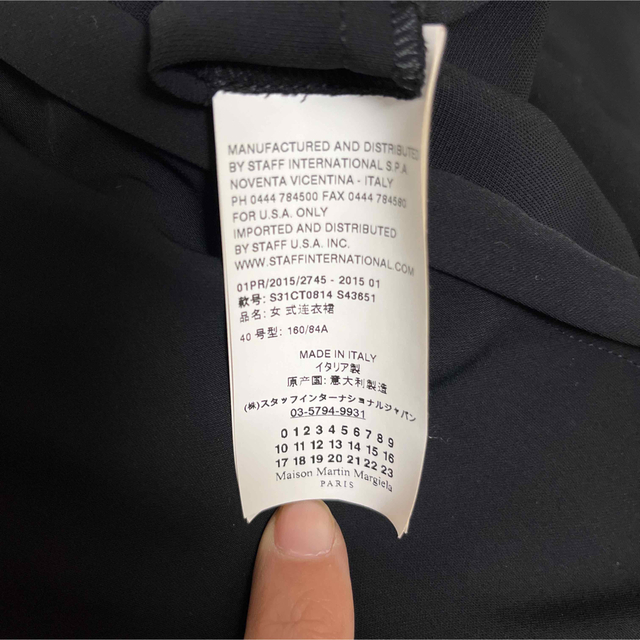 MANUFACTURED AND DISTRIBUTED
BY STAFF INTERNATIONAL S.P.A.
NOVENTA VICENTINA - ITALY
PH 0444 784500 FAX 0444 784580
FOR U.S.A. ONLY
IMPORTED AND DISTRIBUTED
BY STAFF U.S.A. INC.
WWW.STAFFINTERNATIONAL.COM
01PR/2015/2745 - 2015 01
款号: S31CT0814 S43651
品名: 女式连衣裙
40 号型: 160/84A
MADE IN ITALY
イタリア製
原产国: 意大利製造
(株)スタッフインターナショナルジャパン
03-5794-9931
0 1 2 3 4 5 6 7 8 9
10 11 12 13 14 15 16
17 18 19 20 21 22 23
Maison Martin Margiela
PARIS